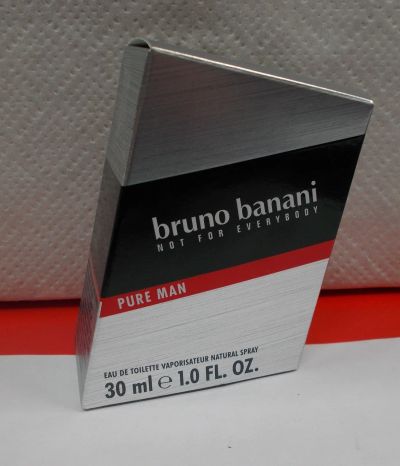 bruno banani
NOT FOR EVERYBODY
PURE MAN
EAU DE TOILETTE VAPORISATEUR NATURAL SPRAY
30 ml ℮ 1.0 FL. OZ.